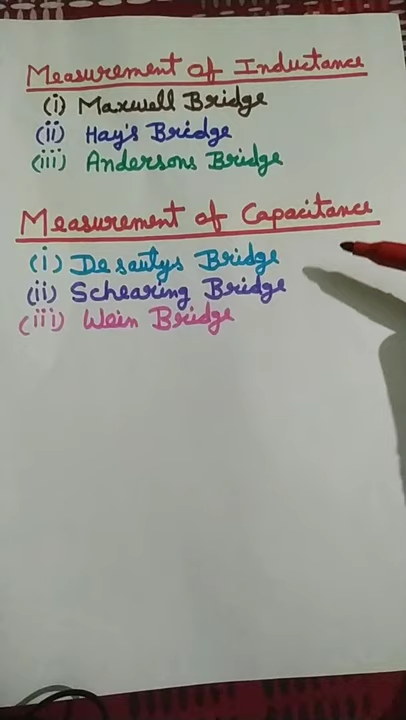 Measurement of Inductance
(i) Maxwell Bridge
(ii) Hay's Bridge
(iii) Andersons Bridge
Measurement of Capacitance
(i) De sautys Bridge
(ii) Schearing Bridge
(iii) Wein Bridge